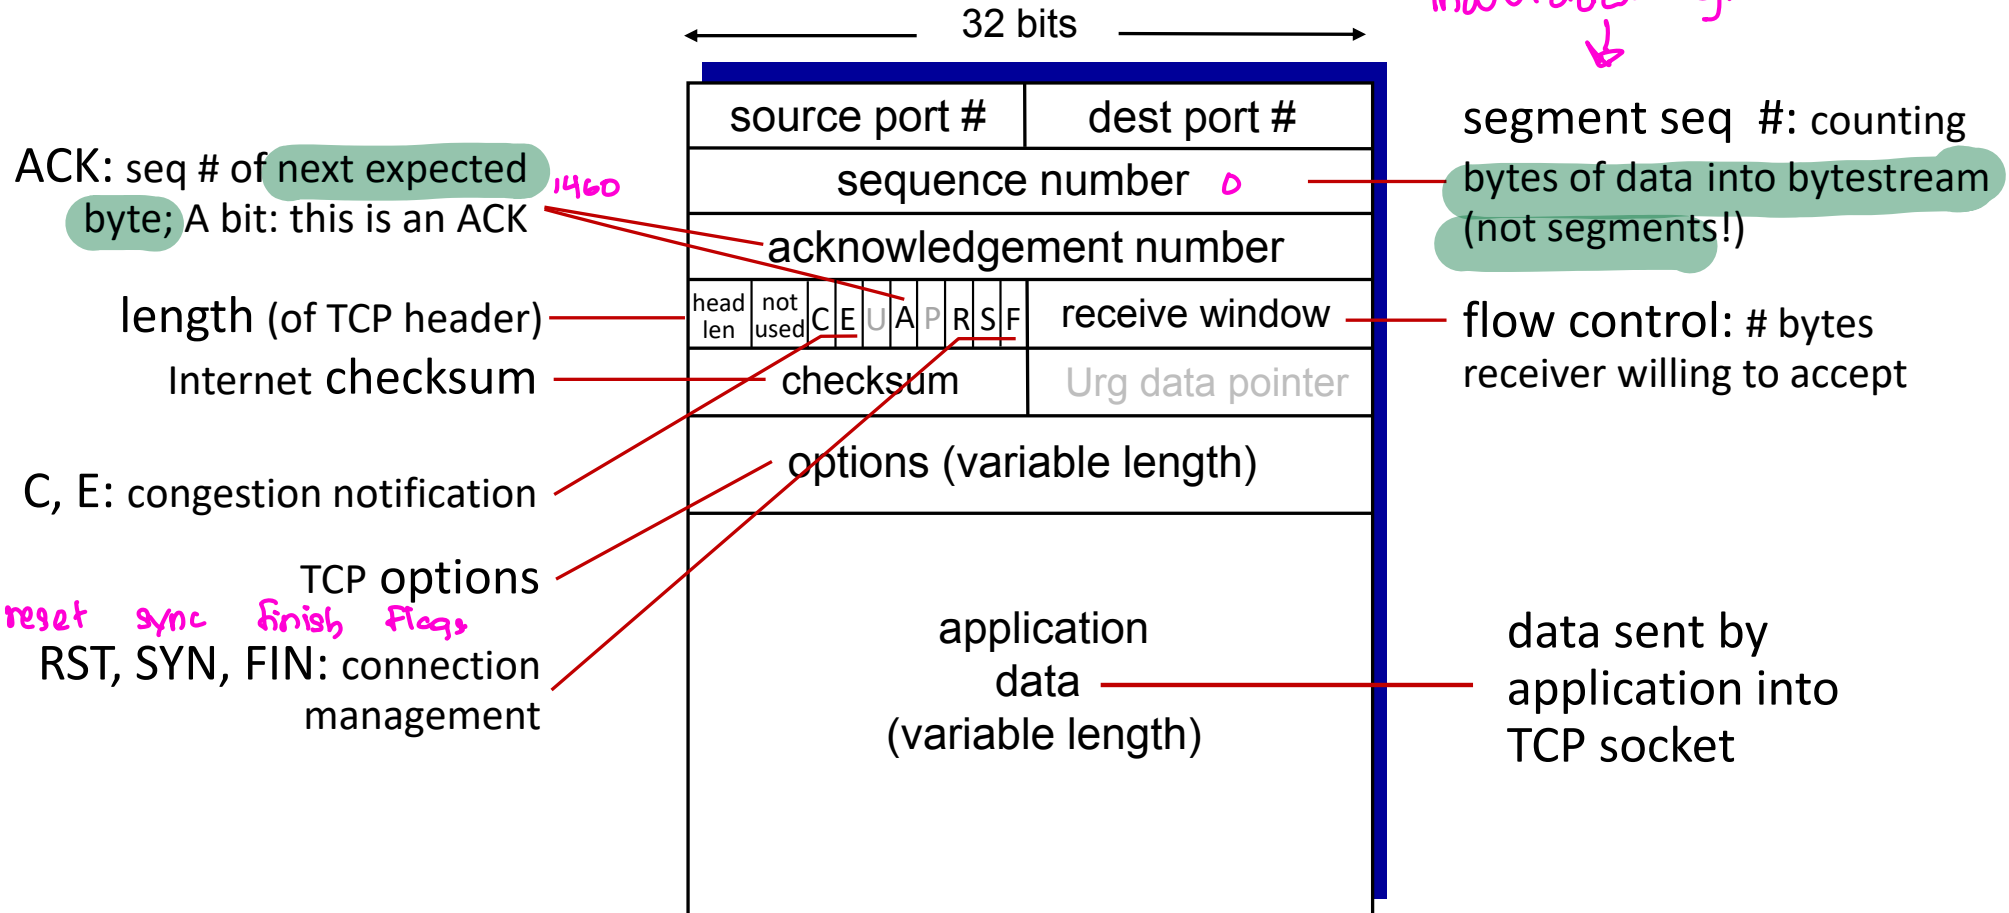 32 bits
source port #
dest port #
sequence number 0
acknowledgement number
head
len
not
used
C E U A P R S F
receive window
checksum
Urg data pointer
options (variable length)
application
data
(variable length)
ACK: seq # of next expected
byte; A bit: this is an ACK
1460
length (of TCP header)
Internet checksum
C, E: congestion notification
TCP options
reset sync finish flags
RST, SYN, FIN: connection
management
segment seq #: counting
bytes of data into bytestream
(not segments!)
flow control: # bytes
receiver willing to accept
data sent by
application into
TCP socket